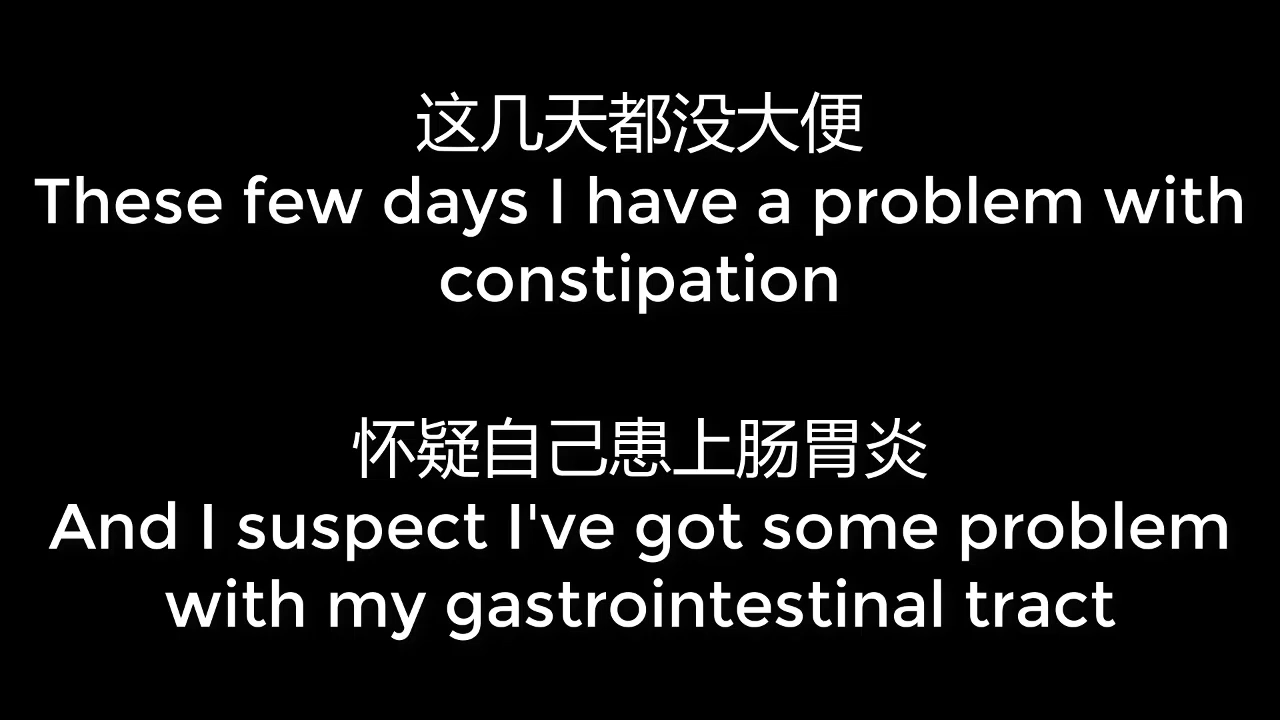 这几天都没大便
These few days I have a problem with
constipation
怀疑自己患上肠胃炎
And I suspect I've got some problem
with my gastrointestinal tract